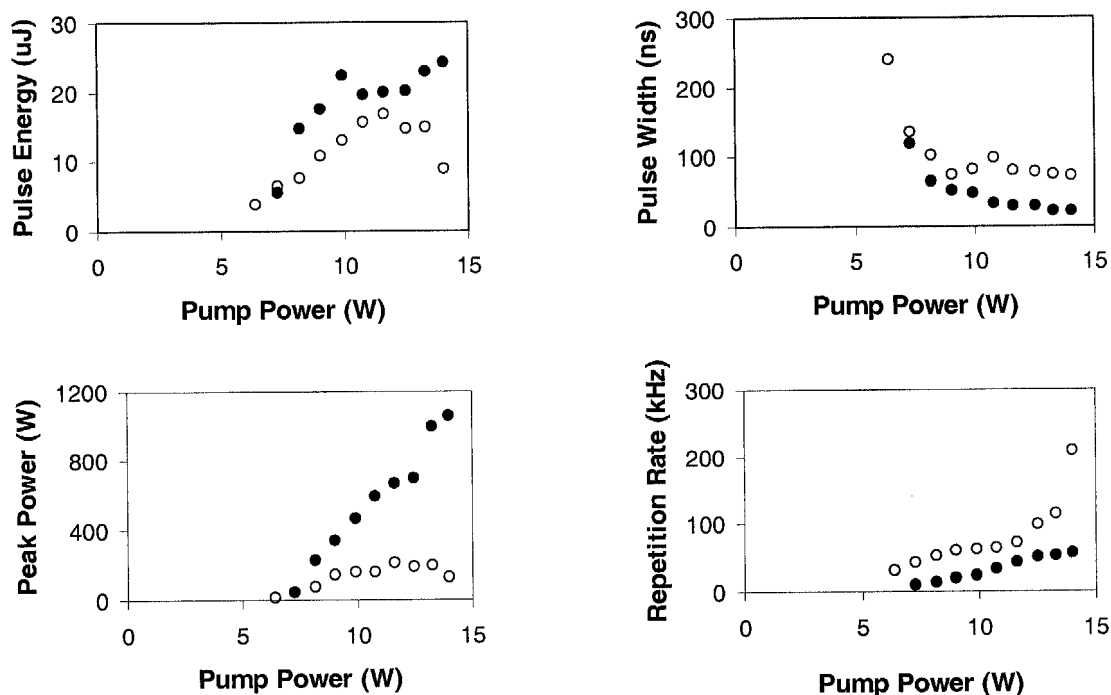 Pulse Energy (uJ)
30
20
10
0
0 5 10 15
Pump Power (W)
Pulse Width (ns)
300
200
100
0
0 5 10 15
Pump Power (W)
Peak Power (W)
1200
800
400
0
0 5 10 15
Pump Power (W)
Repetition Rate (kHz)
300
200
100
0
0 5 10 15
Pump Power (W)